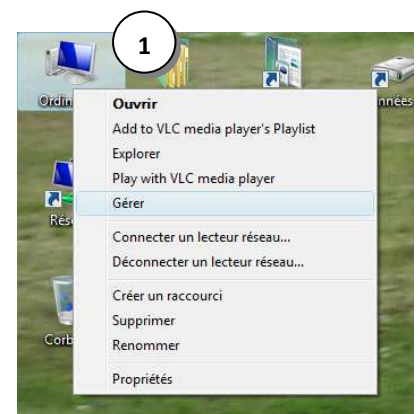 1
Ordin
nnées
Ouvrir
Add to VLC media player's Playlist
Explorer
Play with VLC media player
Gérer
Rés
Connecter un lecteur réseau...
Déconnecter un lecteur réseau...
Créer un raccourci
Supprimer
Corb
Renommer
Propriétés